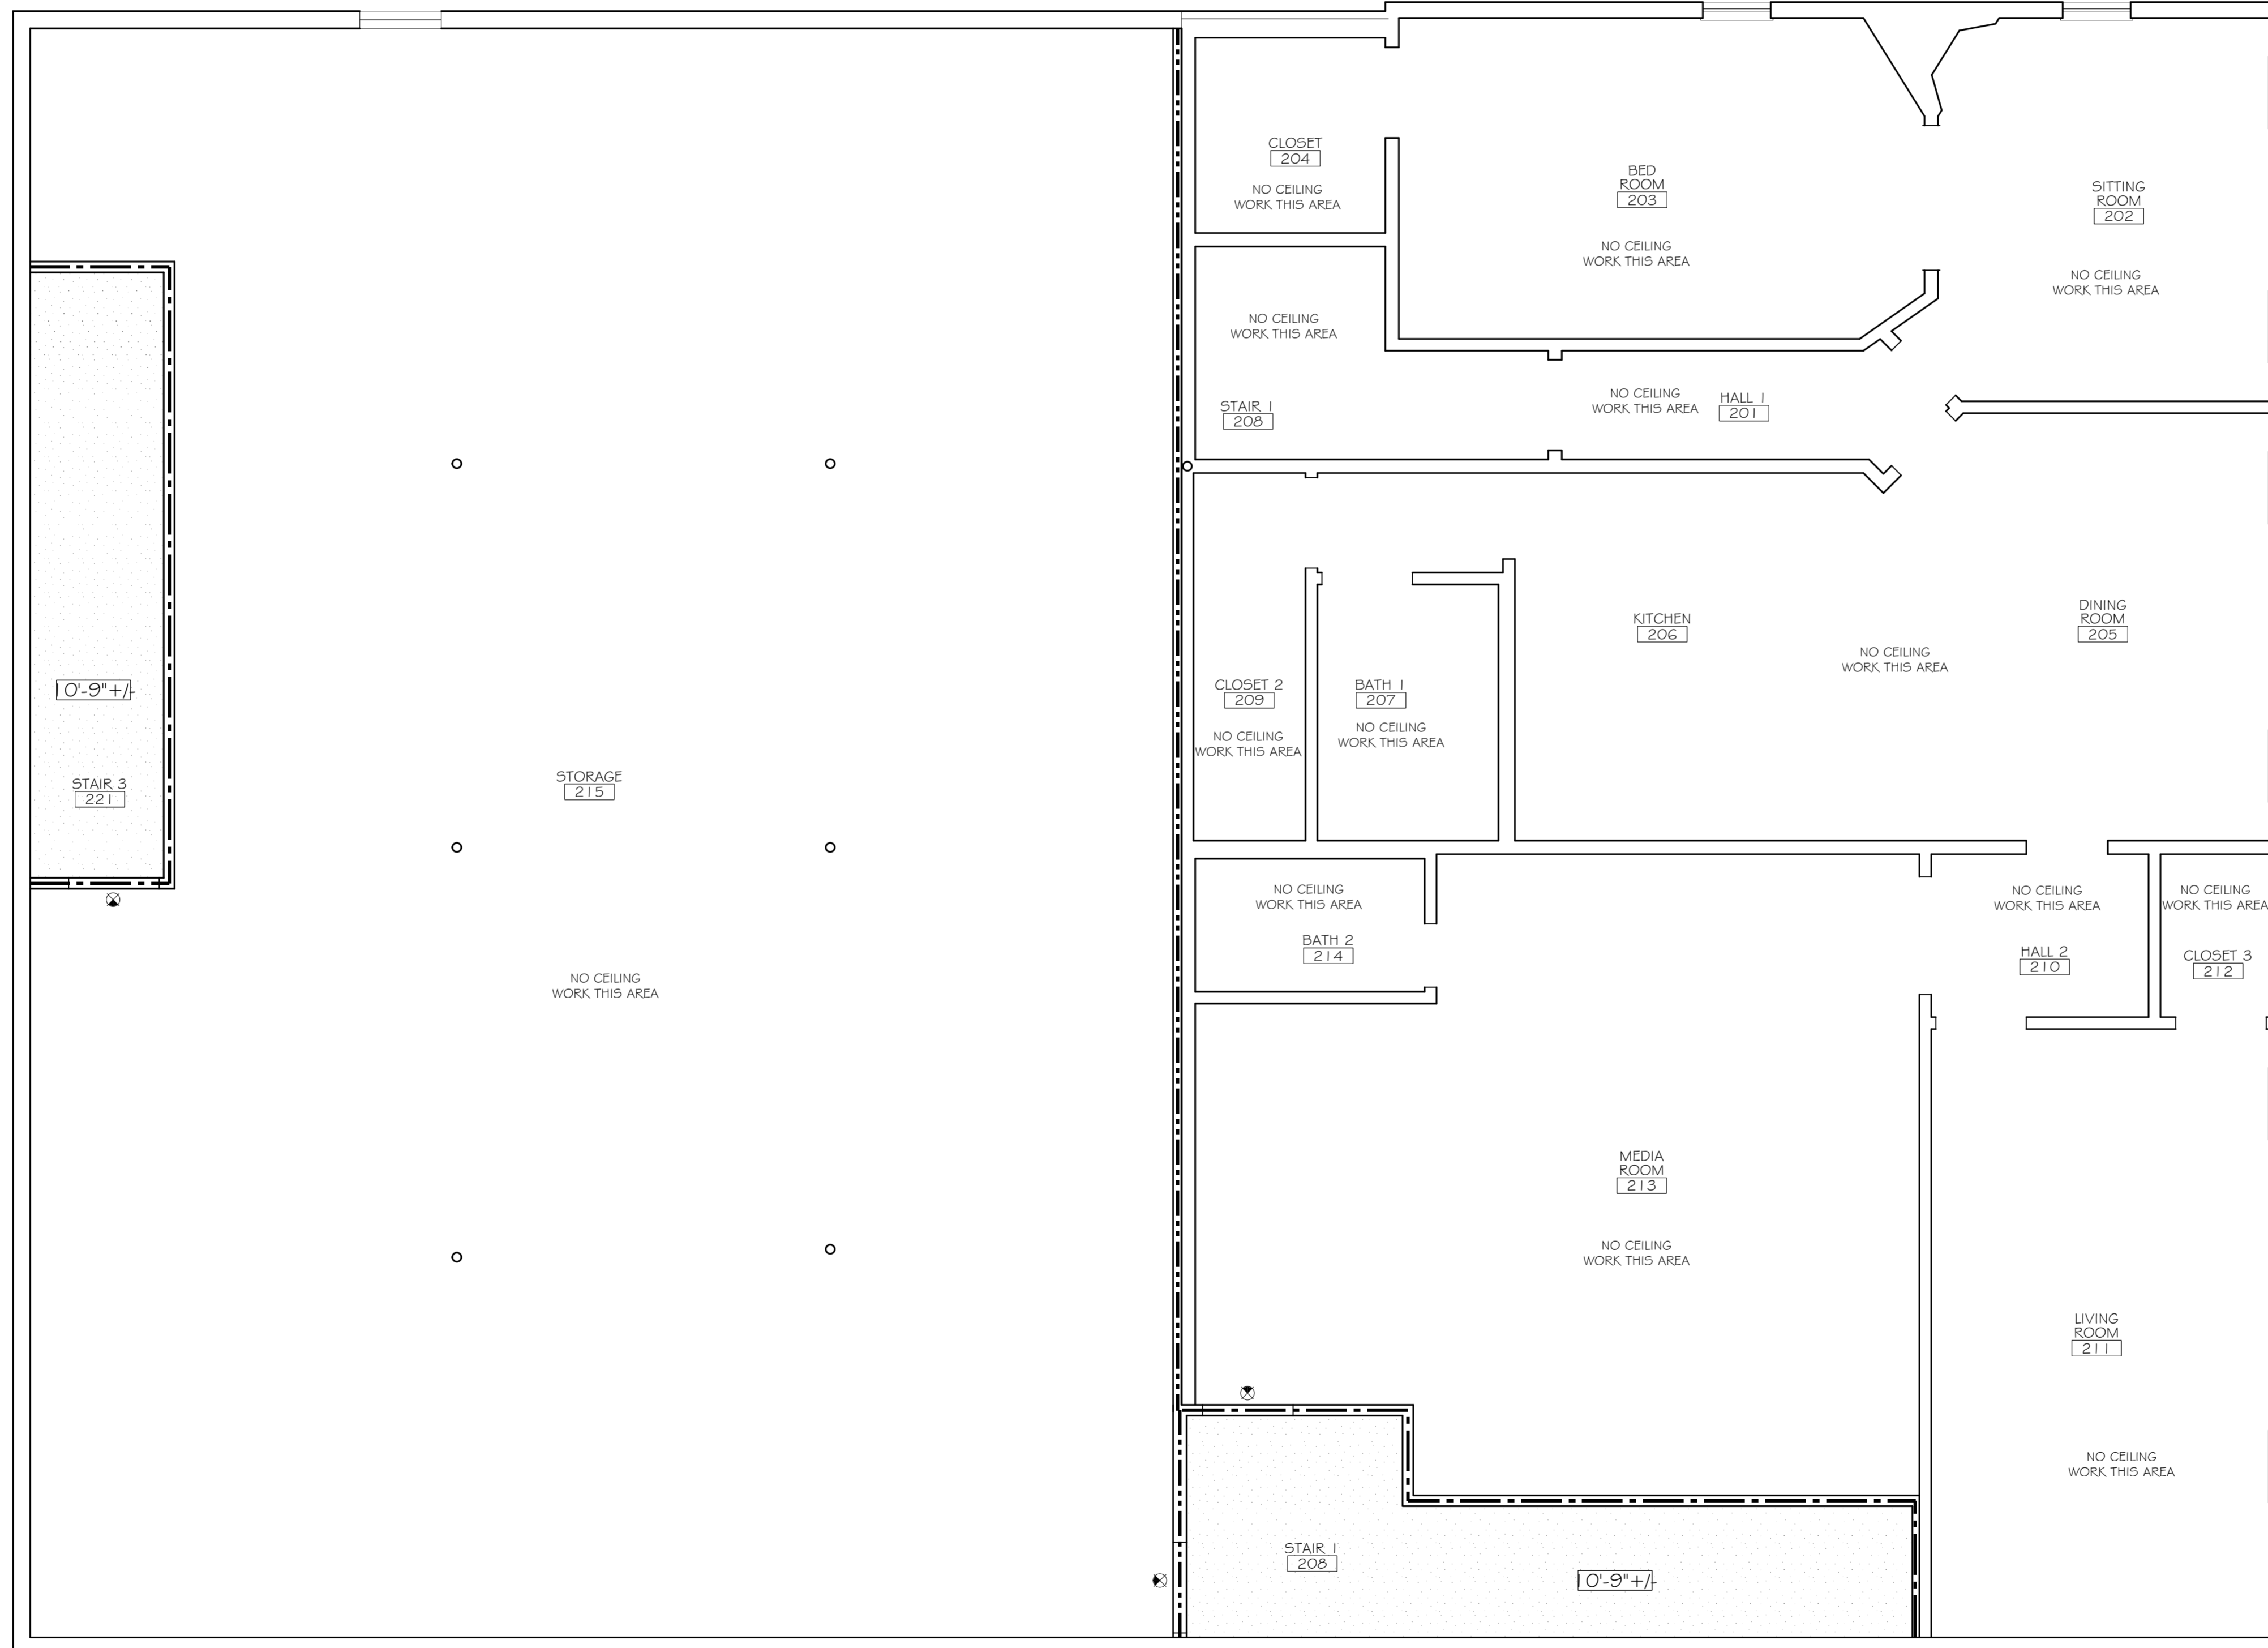 CLOSET
204
NO CEILING
WORK THIS AREA
BED
ROOM
203
NO CEILING
WORK THIS AREA
SITTING
ROOM
202
NO CEILING
WORK THIS AREA
NO CEILING
WORK THIS AREA
STAIR 1
208
NO CEILING
WORK THIS AREA
HALL 1
201
10'-9"+/-
STAIR 3
221
STORAGE
215
NO CEILING
WORK THIS AREA
CLOSET 2
209
NO CEILING
WORK THIS AREA
BATH 1
207
NO CEILING
WORK THIS AREA
KITCHEN
206
NO CEILING
WORK THIS AREA
DINING
ROOM
205
NO CEILING
WORK THIS AREA
BATH 2
214
NO CEILING
WORK THIS AREA
HALL 2
210
NO CEILING
WORK THIS AREA
CLOSET 3
212
MEDIA
ROOM
213
NO CEILING
WORK THIS AREA
LIVING
ROOM
211
NO CEILING
WORK THIS AREA
STAIR 1
208
10'-9"+/-